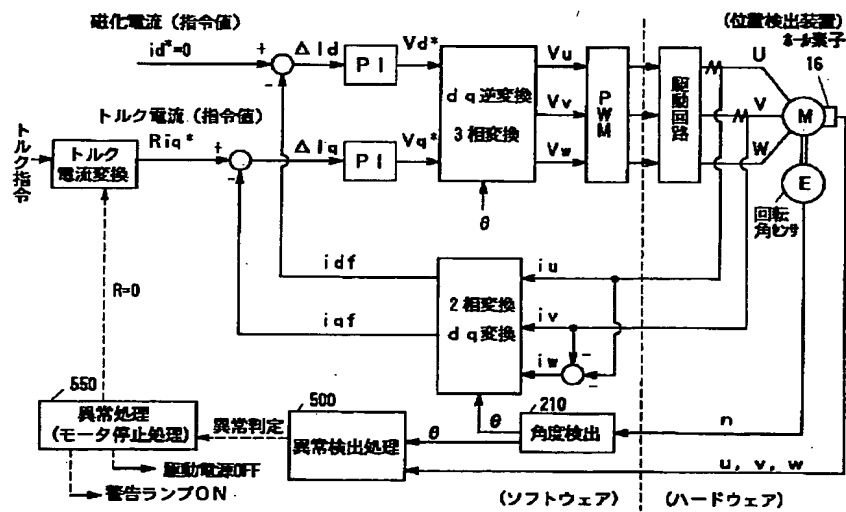 磁化電流(指令値)
id*=0
+
-
ΔId
PI
Vd*
dq逆変換
3相変換
θ
Vu
Vv
Vw
PWM
駆動回路
(位置検出装置)
ホール素子
16
U
V
W
M
E
回転
角センサ
トルク指令
トルク
電流変換
トルク電流(指令値)
Riq*
+
-
ΔIq
PI
Vq*
R=0
idf
iqf
2相変換
dq変換
iu
iv
iw
-
-
θ
210
角度検出
n
550
異常処理
(モータ停止処理)
異常判定
500
異常検出処理
θ
u, v, w
駆動電源OFF
警告ランプON
(ソフトウェア)
(ハードウェア)